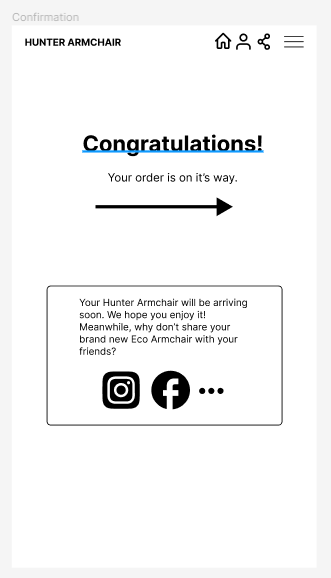 Confirmation
HUNTER ARMCHAIR
Congratulations!
Your order is on it’s way.
Your Hunter Armchair will be arriving
soon. We hope you enjoy it!
Meanwhile, why don’t share your
brand new Eco Armchair with your
friends?